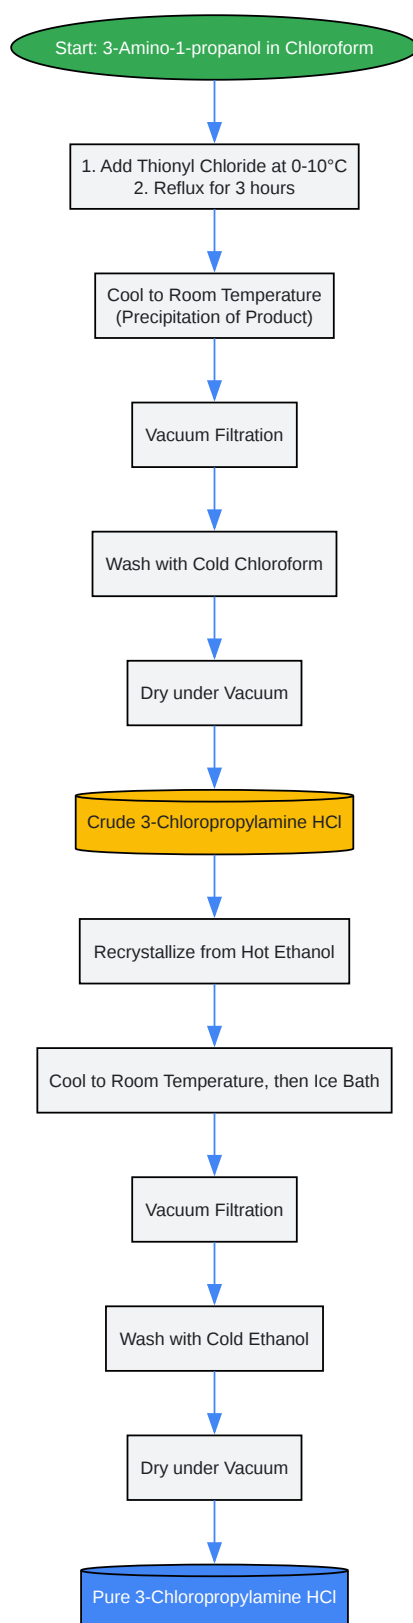 Start: 3-Amino-1-propanol in Chloroform
1. Add Thionyl Chloride at 0-10°C
2. Reflux for 3 hours
Cool to Room Temperature
(Precipitation of Product)
Vacuum Filtration
Wash with Cold Chloroform
Dry under Vacuum
Crude 3-Chloropropylamine HCl
Recrystallize from Hot Ethanol
Cool to Room Temperature, then Ice Bath
Vacuum Filtration
Wash with Cold Ethanol
Dry under Vacuum
Pure 3-Chloropropylamine HCl